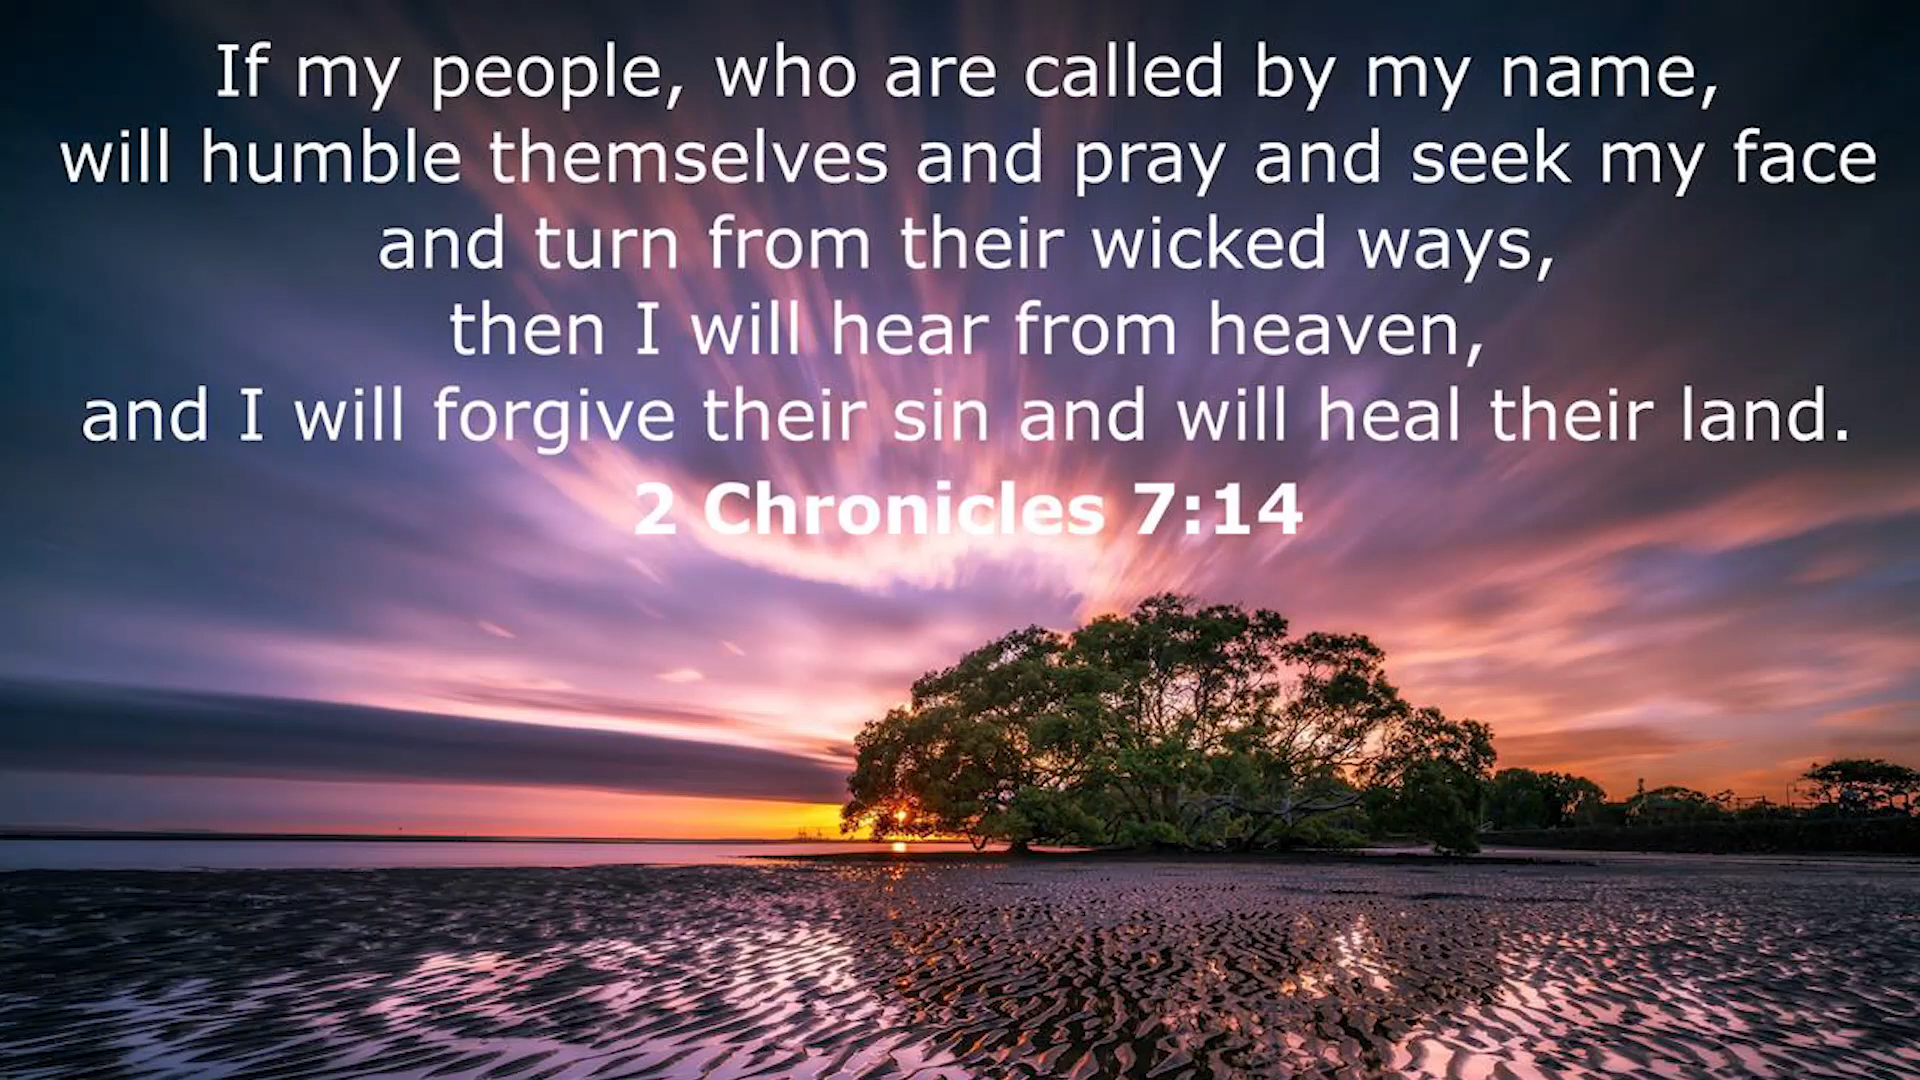 If my people, who are called by my name,
will humble themselves and pray and seek my face
and turn from their wicked ways,
then I will hear from heaven,
and I will forgive their sin and will heal their land.
2 Chronicles 7:14